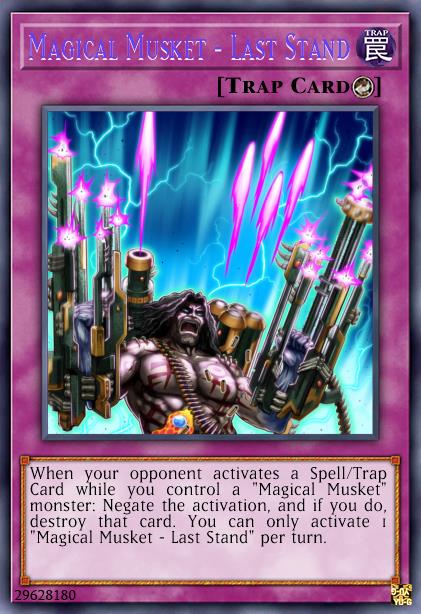 Magical Musket - Last Stand
TRAP
罠
[Trap Card]
When your opponent activates a Spell/Trap
Card while you control a "Magical Musket"
monster: Negate the activation, and if you do,
destroy that card. You can only activate 1
"Magical Musket - Last Stand" per turn.
29628180